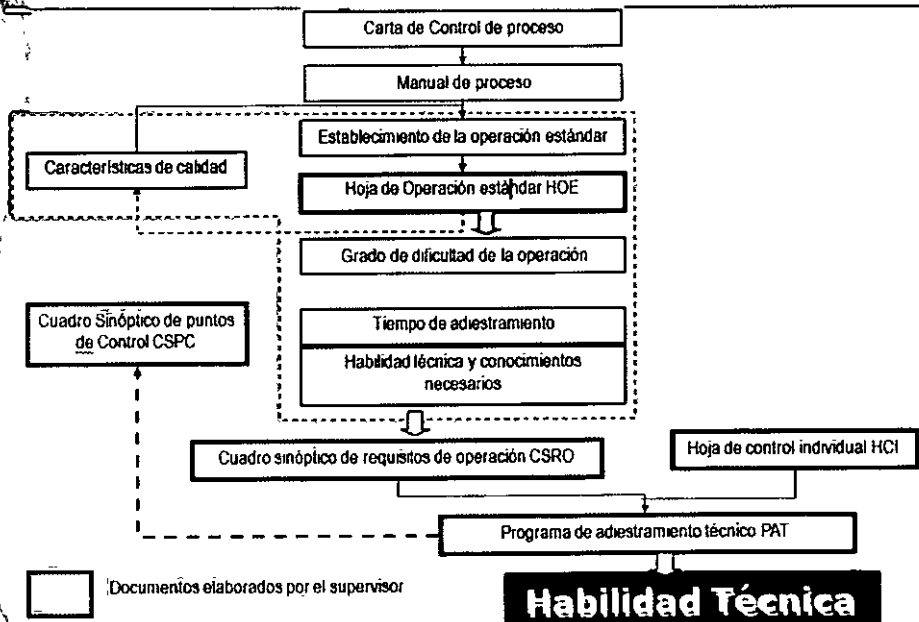 Carta de Control de proceso
Manual de proceso
Establecimiento de la operación estándar
Características de calidad
Hoja de Operación estándar HOE
Grado de dificultad de la operación
Cuadro Sinóptico de puntos
de Control CSPC
Tiempo de adiestramiento
Habilidad técnica y conocimientos
necesarios
Cuadro sinóptico de requisitos de operación CSRO
Hoja de control individual HCI
Programa de adiestramiento técnico PAT
Documentos elaborados por el supervisor
Habilidad Técnica